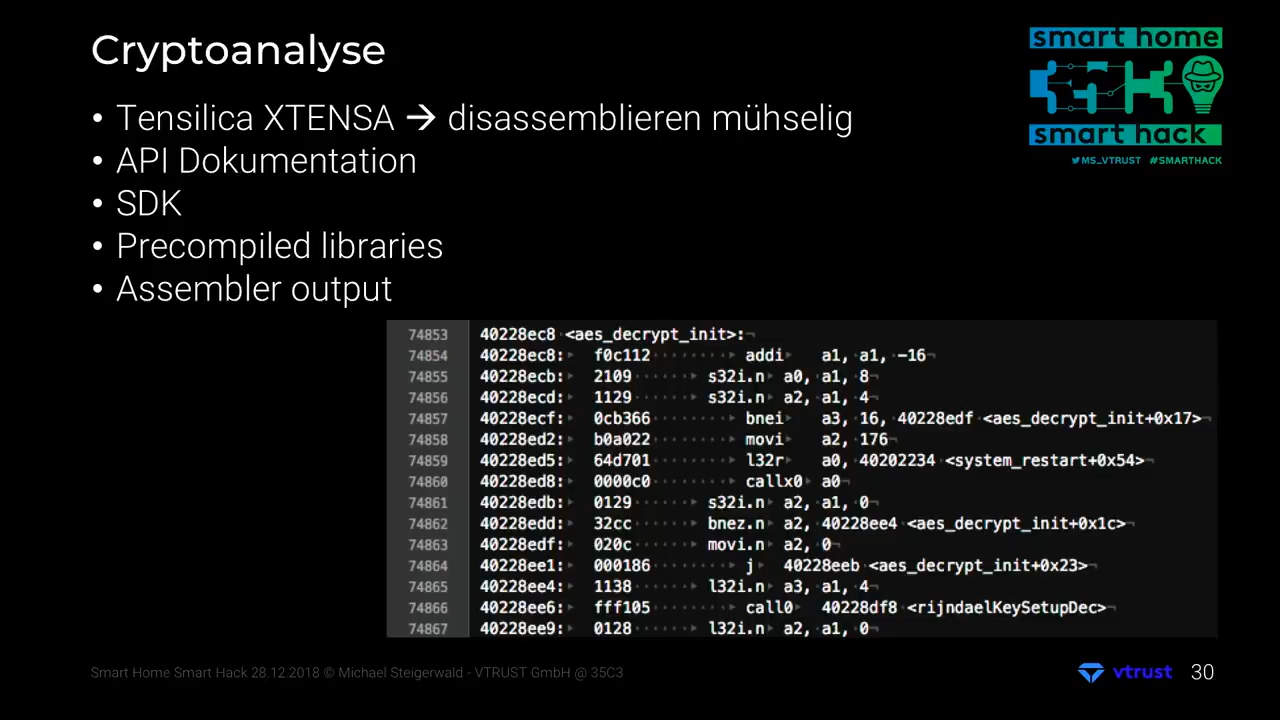 Cryptoanalyse
smart home
smart hack
MS_VTRUST #SMARTHACK
• Tensilica XTENSA → disassemblieren mühselig
• API Dokumentation
• SDK
• Precompiled libraries
• Assembler output
74853 40228ec8 <aes_decrypt_init>:
74854 40228ec8: f0c112 addi a1, a1, -16
74855 40228ecb: 2109 s32i.n a0, a1, 8
74856 40228ecd: 1129 s32i.n a2, a1, 4
74857 40228ecf: 0cb366 bnei a3, 16, 40228edf <aes_decrypt_init+0x17>
74858 40228ed2: b0a022 movi a2, 176
74859 40228ed5: 64d701 l32r a0, 40202234 <system_restart+0x54>
74860 40228ed8: 0000c0 callx0 a0
74861 40228edb: 0129 s32i.n a2, a1, 0
74862 40228edd: 32cc bnez.n a2, 40228ee4 <aes_decrypt_init+0x1c>
74863 40228edf: 020c movi.n a2, 0
74864 40228ee1: 000186 j 40228eeb <aes_decrypt_init+0x23>
74865 40228ee4: 1138 l32i.n a3, a1, 4
74866 40228ee6: fff105 call0 40228df8 <rijndaelKeySetupDec>
74867 40228ee9: 0128 l32i.n a2, a1, 0
Smart Home Smart Hack 28.12.2018 © Michael Steigerwald - VTRUST GmbH @ 35C3
vtrust 30